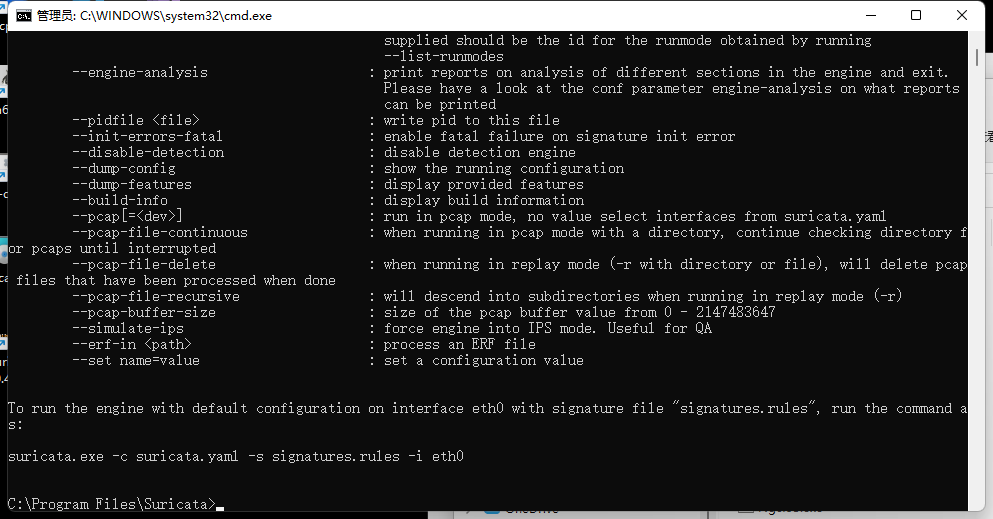 管理员: C:\WINDOWS\system32\cmd.exe
supplied should be the id for the runmode obtained by running
--list-runmodes
--engine-analysis : print reports on analysis of different sections in the engine and exit.
Please have a look at the conf parameter engine-analysis on what reports
can be printed
--pidfile <file> : write pid to this file
--init-errors-fatal : enable fatal failure on signature init error
--disable-detection : disable detection engine
--dump-config : show the running configuration
--dump-features : display provided features
--build-info : display build information
--pcap[=<dev>] : run in pcap mode, no value select interfaces from suricata.yaml
--pcap-file-continuous : when running in pcap mode with a directory, continue checking directory f
or pcaps until interrupted
--pcap-file-delete : when running in replay mode (-r with directory or file), will delete pcap
files that have been processed when done
--pcap-file-recursive : will descend into subdirectories when running in replay mode (-r)
--pcap-buffer-size : size of the pcap buffer value from 0 - 2147483647
--simulate-ips : force engine into IPS mode. Useful for QA
--erf-in <path> : process an ERF file
--set name=value : set a configuration value
To run the engine with default configuration on interface eth0 with signature file "signatures.rules", run the command a
s:
suricata.exe -c suricata.yaml -s signatures.rules -i eth0
C:\Program Files\Suricata>